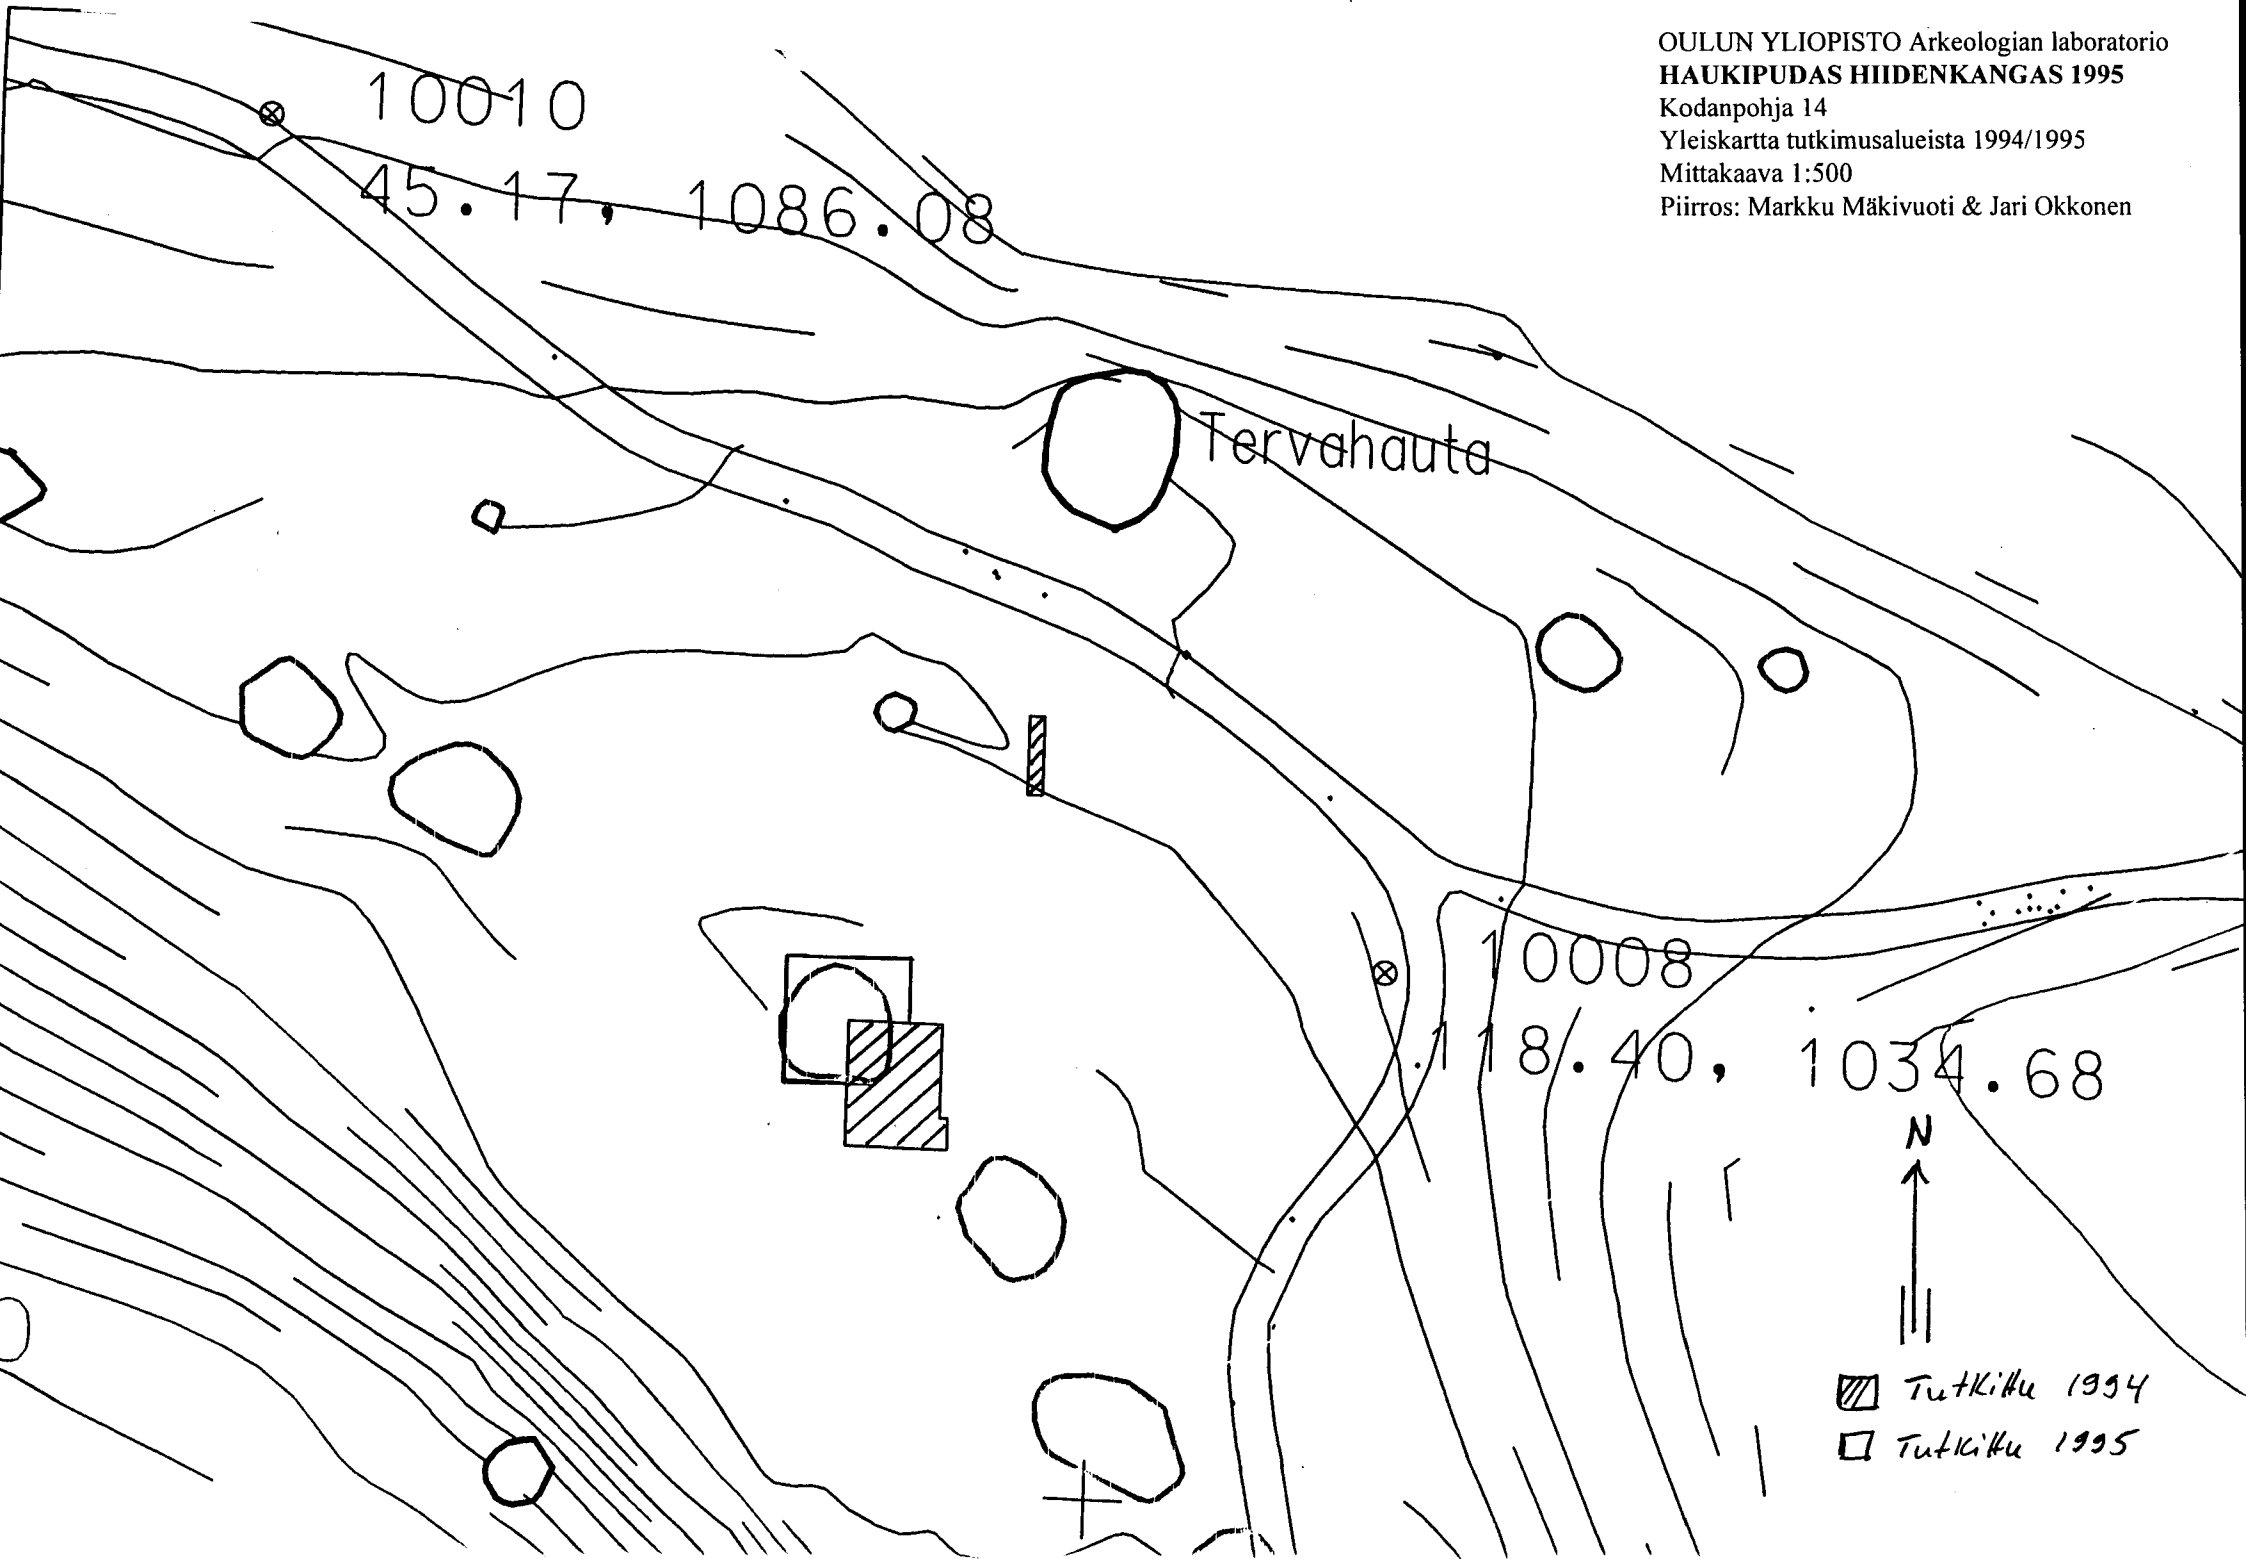 OULUN YLIOPISTO Arkeologian laboratorio
HAUKIPUDAS HIIDENKANGAS 1995
Kodanpohja 14
Yleiskartta tutkimusalueista 1994/1995
Mittakaava 1:500
Piirros: Markku Mäkivuoti & Jari Okkonen
10010
45.17, 1086.08
Tervahauta
10008
118.40, 1034.68
N
Tutkittu 1994
Tutkittu 1995